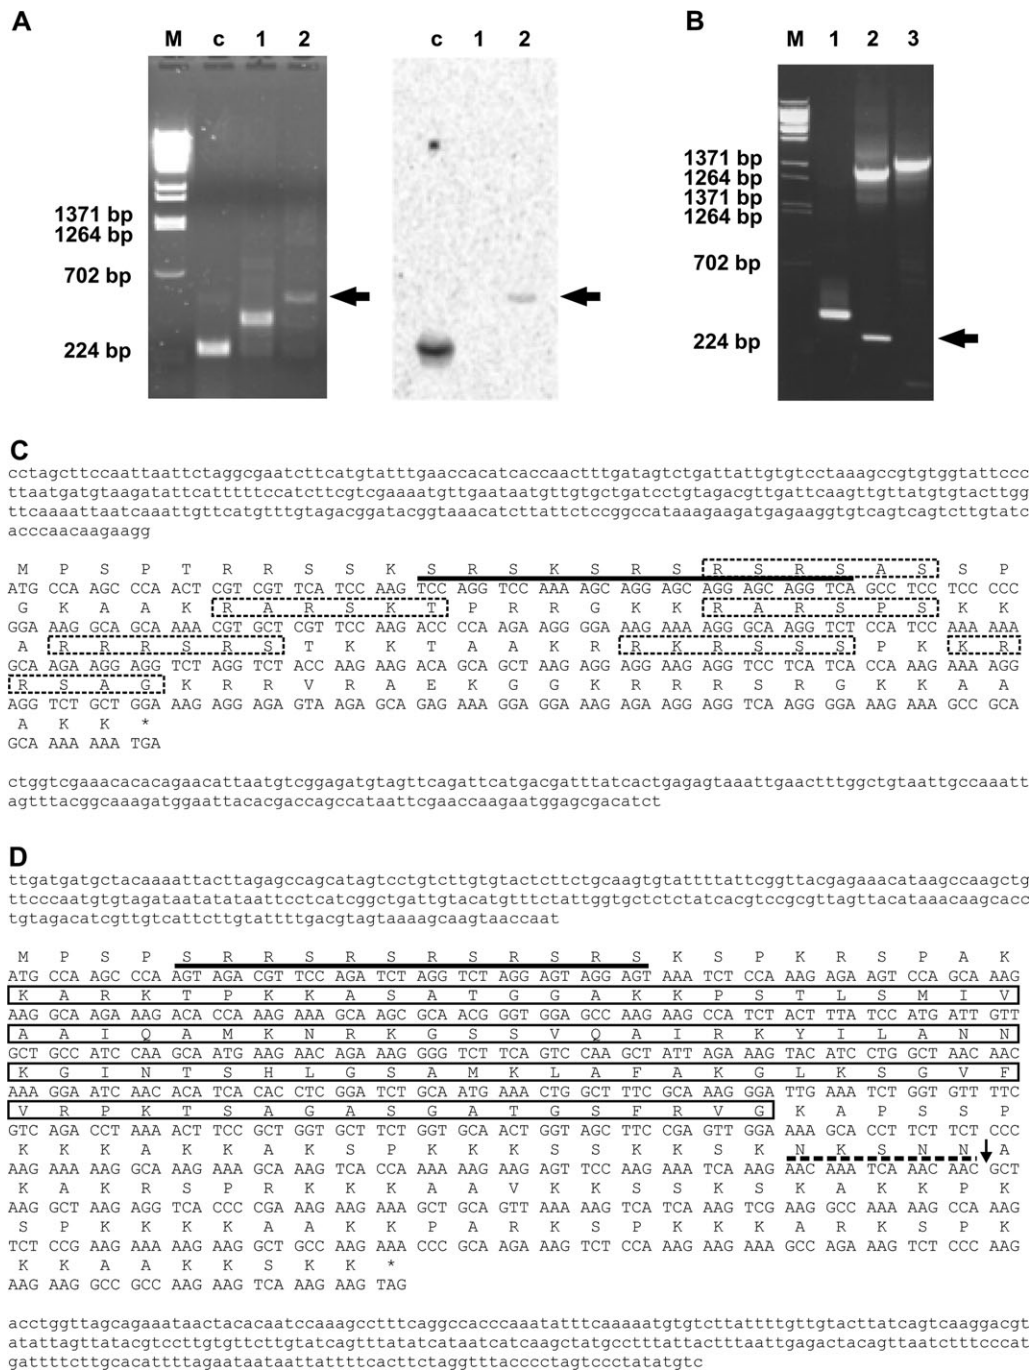 A
M c 1 2
c 1 2
1371 bp
1264 bp
702 bp
224 bp
B
M 1 2 3
1371 bp
1264 bp
1371 bp
1264 bp
702 bp
224 bp
C
cctagcttccaattaattctaggcgaatcttcatgtatttgaaccacatcaccaactttgatagtctgattattgtgtcctaaagccgtgtggtattccc
ttaatgatgtaagatattcatttttccatcttcgtcgaaaatgttgaataatgttgtgctgatcctgtagacgttgattcaagttgttatgtgtacttgg
ttcaaaattaatcaaattgttcatgtttgtagacggatacggtaaacatcttattctccggccataaagaagatgagaaggtgtcagtcagtcttgtatc
acccaacaagaagg
M P S P T R R S S K S R S K S R S R S R S A S S P
ATG CCA AGC CCA ACT CGT CGT TCA TCC AAG TCC AGG TCC AAA AGC AGG AGC AGG AGC AGG TCA GCC TCC TCC CCC
G K A A K R A R S K T P R R G K K R A R S P S K K
GGA AAG GCA GCA AAA CGT GCT CGT TCC AAG ACC CCA AGA AGG GGA AAG AAA AGG GCA AGG TCT CCA TCC AAA AAA
A R R R S R S T K K T A A K R R K R S S S P K K R
GCA AGA AGG AGG TCT AGG TCT ACC AAG AAG ACA GCA GCT AAG AGG AGG AAG AGG TCC TCA TCA CCA AAG AAA AGG
R S A G K R R V R A E K G G K R R R S R G K K A A
AGG TCT GCT GGA AAG AGG AGA GTA AGA GCA GAG AAA GGA GGA AAG AGA AGG AGG TCA AGG GGA AAG AAA GCC GCA
A K K *
GCA AAA AAA TGA
ctggtcgaaacacacacagaacattaatgtcggagatgtagttcagattcatgacgatttatcactgagagtaaattgaactttggctgtaattgccaaatt
agtttacggcaaagatggaattacacgaccagccataattcgaaccaagaatggagcgacatct
D
ttgatgatgctacaaaattacttagagccagcatagtcctgtcttgtgtactcttctgcaagtgtattttattcggttacgagaaacataagccaagctg
ttcccaatgtgtagataatatataattcctcatcggctgattgtacatgtttctattggtgctctctatcacgtccgcgttagttacataaacaagcacc
tgtagacatcgttgtcattcttgtattttgacgtagtaaaagcaagtaaccaat
M P S P S R R S R S R S R S R S K S P K R S P A K
ATG CCA AGC CCA AGT AGA CGT TCC AGA TCT AGG TCT AGG AGT AGG AGT AAA TCT CCA AAG AGA AGT CCA GCA AAG
K A R K T P K K A S A T G G A K K P S T L S M I V
AAG GCA AGA AAG ACA CCA AAG AAA GCA AGC GCA ACG GGT GGA GCC AAG AAG CCA TCT ACT TTA TCC ATG ATT GTT
A A I Q A M K N R K G S S V Q A I R K Y I L A N N
GCT GCC ATC CAA GCA ATG AAG AAC AGA AAG GGG TCT TCA GTC CAA GCT ATT AGA AAG TAC ATC CTG GCT AAC AAC
K G I N T S H L G S A M K L A F A K G L K S G V F
AAA GGA ATC AAC ACA TCA CAC CTC GGA TCT GCA ATG AAA CTG GCT TTC GCA AAG GGA TTG AAA TCT GGT GTT TTC
V R P K T S A G A S G A T G S F R V G K A P S S P
GTC AGA CCT AAA ACT TCC GCT GGT GCT TCT GGT GCA ACT GGT AGC TTC CGA GTT GGA AAA GCA CCT TCT TCT CCC
K K K A K K A K S P K K K S S K K S K N K S N N A
AAG AAA AAG GCA AAG AAA GCA AAG TCA CCA AAA AAG AAG AGT TCC AAG AAA TCA AAG AAC AAA TCA AAC AAC GCT
K A K R S P R K K K A A V K K S S K S K A K K P K
AAG GCT AAG AGG TCA CCC CGA AAG AAG AAA GCT GCA GTT AAA AAG TCA TCA AAG TCG AAG GCC AAA AAG CCA AAG
S P K K K K A A K K P A R K S P K K K A R K S P K
TCT CCG AAG AAA AAG AAG GCT GCC AAG AAA CCC GCA AGA AAG TCT CCA AAG AAG AAA GCC AGA AAG TCT CCC AAG
K K A A K K S K K *
AAG AAG GCC GCC AAG AAG TCA AAG AAG TAG
acctggttagcagaaataactacacaatccaaagcctttcaggccacccaaatatttcaaaaatgtgtcttattttgttgtacttatcagtcaaggacgt
atattagttatacgtccttgtgttcttgtatcagtttatatcataatcatcaagctatgcctttatattactttaattgagactacagttaatctttccca
gattttcttgcacattttagaataataattattttcacttctaggtttacccctagtccctatatgtc